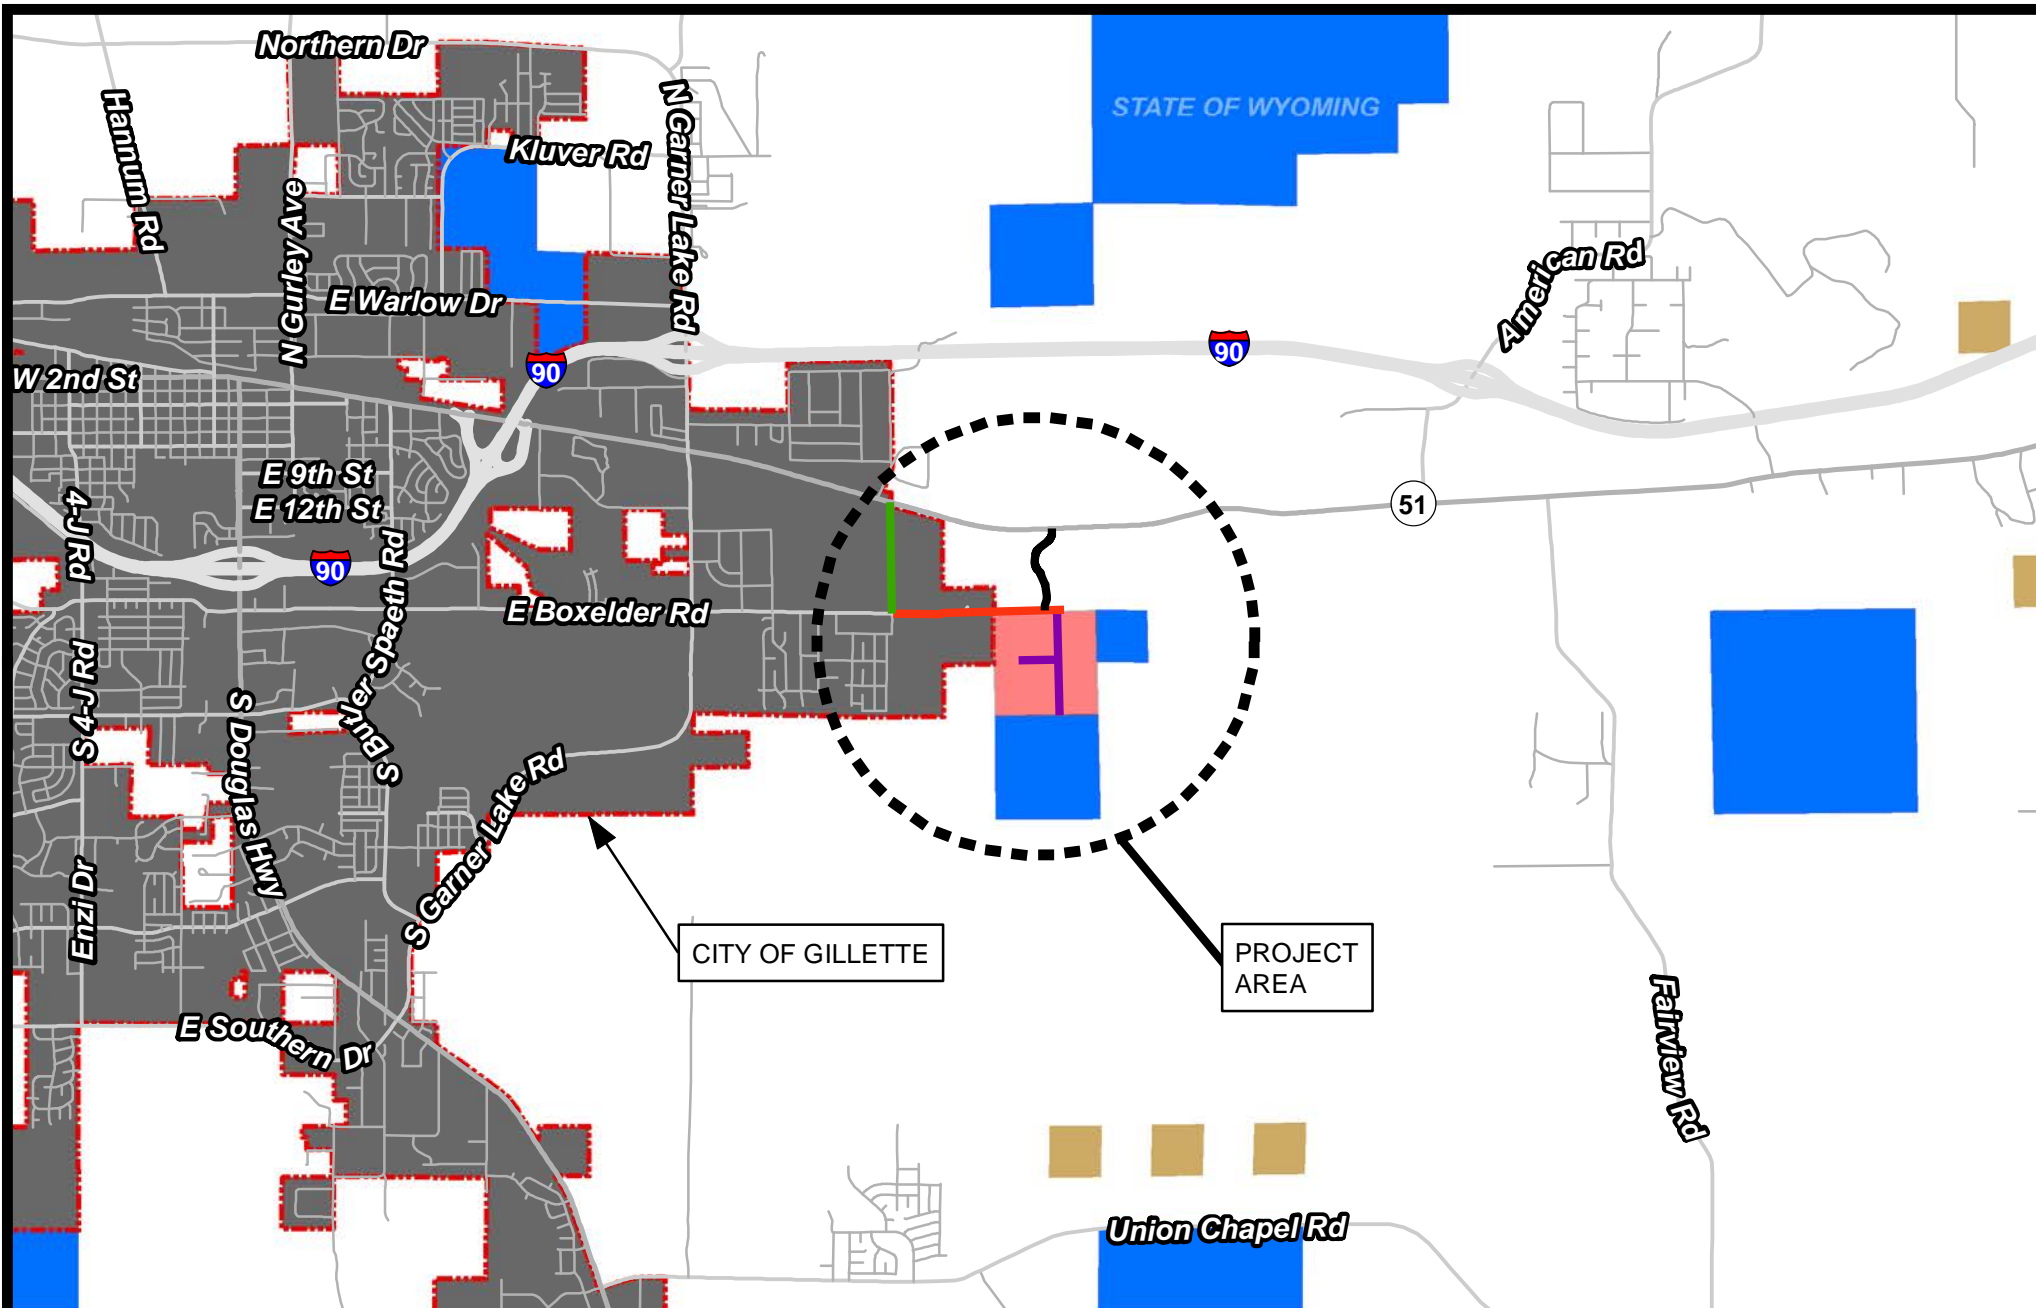 Northern Dr
Hannum Rd
N Garner Lake Rd
STATE OF WYOMING
Kluver Rd
N Gurley Ave
American Rd
E Warlow Dr
90
90
W 2nd St
E 9th St
E 12th St
4-J Rd
51
90
E Boxelder Rd
S Butler Spaeth Rd
S 4-J Rd
S Douglas Hwy
S Garner Lake Rd
Enzi Dr
CITY OF GILLETTE
PROJECT
AREA
E Southern Dr
Fairview Rd
Union Chapel Rd